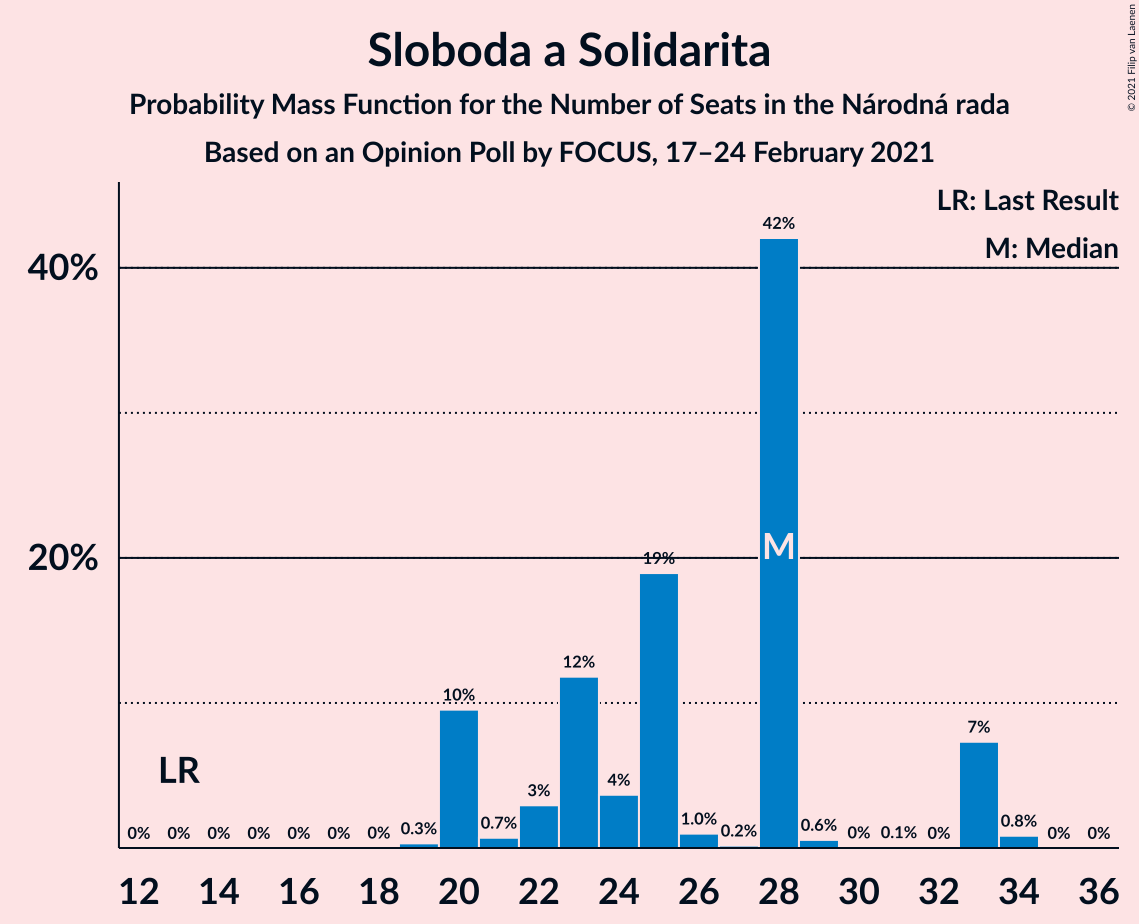 Sloboda a Solidarita
Probability Mass Function for the Number of Seats in the Národná rada
Based on an Opinion Poll by FOCUS, 17–24 February 2021
© 2021 Filip van Laenen
LR: Last Result
M: Median
40%
20%
42%
M
19%
12%
10%
7%
LR
4%
3%
0% 0% 0% 0% 0% 0% 0% 0.3% 0.7% 1.0% 0.2% 0.6% 0% 0.1% 0% 0.8% 0% 0%
12 14 16 18 20 22 24 26 28 30 32 34 36